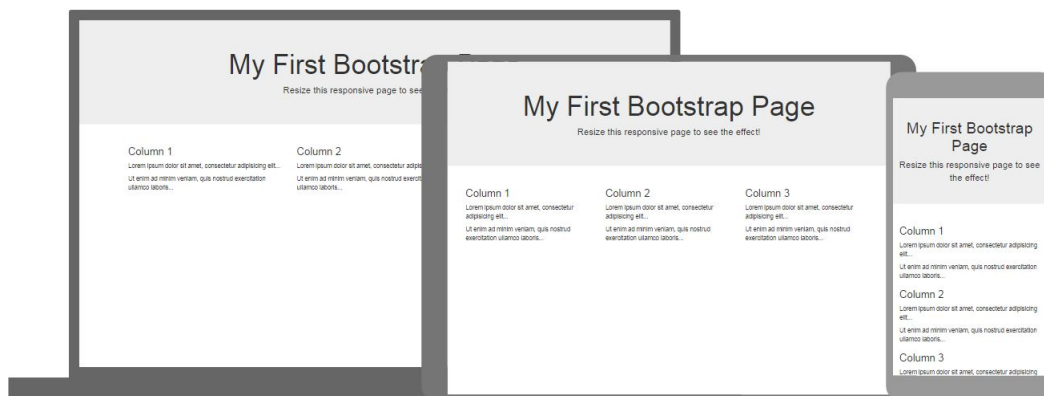 My First Bootstra
Resize this responsive page to se
Column 1
Lorem ipsum dolor sit amet, consectetur adipisicing elit...
Ut enim ad minim veniam, quis nostrud exercitation
ullamco laboris...
Column 2
Lorem ipsum dolor sit amet, consectetur adipisicing
Ut enim ad minim veniam, quis nostrud exercit
ullamco laboris...
My First Bootstrap Page
Resize this responsive page to see the effect!
Column 1
Lorem ipsum dolor sit amet, consectetur
adipisicing elit...
Ut enim ad minim veniam, quis nostrud
exercitation ullamco laboris...
Column 2
Lorem ipsum dolor sit amet, consectetur
adipisicing elit...
Ut enim ad minim veniam, quis nostrud
exercitation ullamco laboris...
Column 3
Lorem ipsum dolor sit amet, consectetur
adipisicing elit...
Ut enim ad minim veniam, quis nostrud
exercitation ullamco laboris...
My First Bootstrap
Page
Resize this responsive page to see
the effect!
Column 1
Lorem ipsum dolor sit amet, consectetur adipisicing
elit...
Ut enim ad minim veniam, quis nostrud exercitation
ullamco laboris...
Column 2
Lorem ipsum dolor sit amet, consectetur adipisicing
elit...
Ut enim ad minim veniam, quis nostrud exercitation
ullamco laboris...
Column 3
Lorem ipsum dolor sit amet, consectetur adipisicing